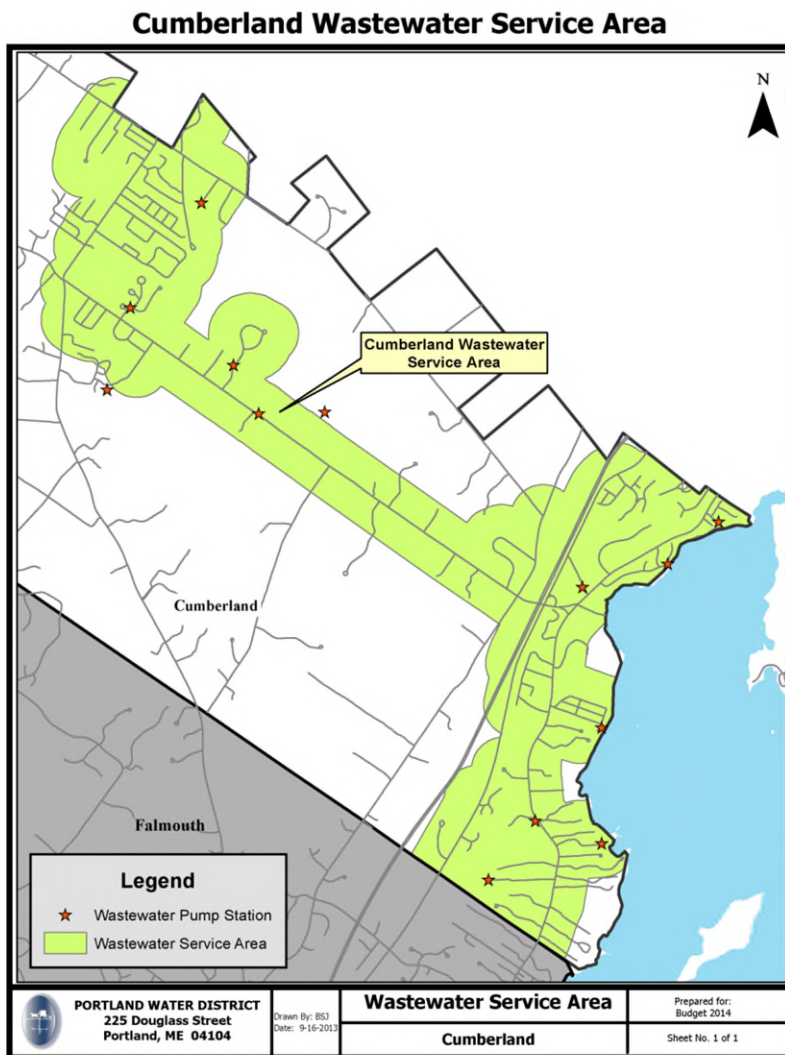 Cumberland Wastewater Service Area
N
Cumberland Wastewater
Service Area
Cumberland
Falmouth
Legend
Wastewater Pump Station
Wastewater Service Area
PORTLAND WATER DISTRICT
225 Douglass Street
Portland, ME 04104
Drawn By: BSJ
Date: 9-16-2013
Wastewater Service Area
Cumberland
Prepared for:
Budget 2014
Sheet No. 1 of 1